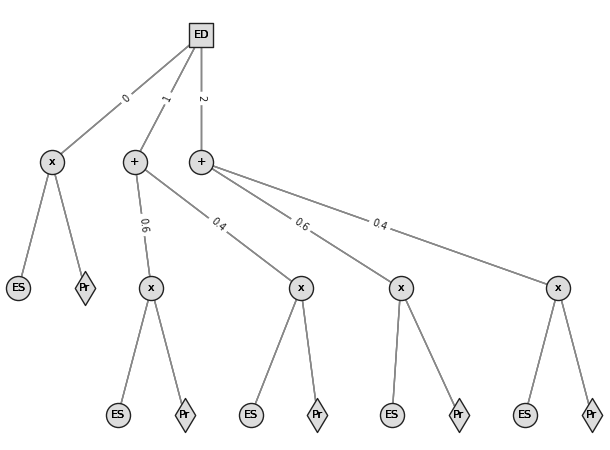 ED
0 1 2
x + +
0.6 0.4 0.6 0.4
ES Pr x x x x
ES Pr ES Pr ES Pr ES Pr